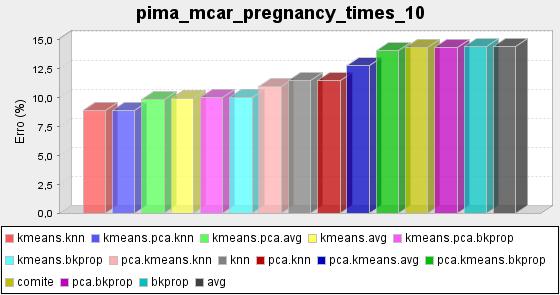 pima_mcar_pregnancy_times_10
15,0
12,5
10,0
7,5
5,0
2,5
0,0
Erro (%)
kmeans.knn kmeans.pca.knn kmeans.pca.avg kmeans.avg kmeans.pca.bkprop
kmeans.bkprop pca.kmeans.knn knn pca.knn pca.kmeans.avg pca.kmeans.bkprop
comite pca.bkprop bkprop avg